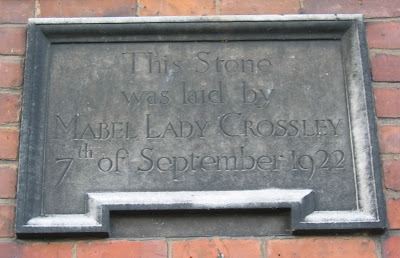 This Stone
was laid by
MABEL LADY CROSSLEY
7th of September 1922